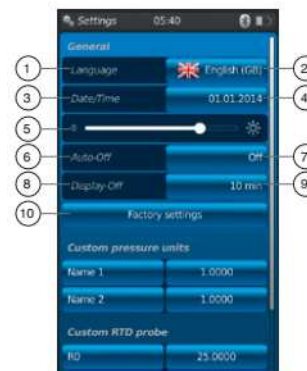 Settings 05:40
General
1 Language English (GB) 2
3 Date/Time 01.01.2014 4
5
6 Auto-Off Off 7
8 Display-Off 10 min 9
10 Factory settings
Custom pressure units
Name 1 1.0000
Name 2 1.0000
Custom RTD probe
R0 25.0000